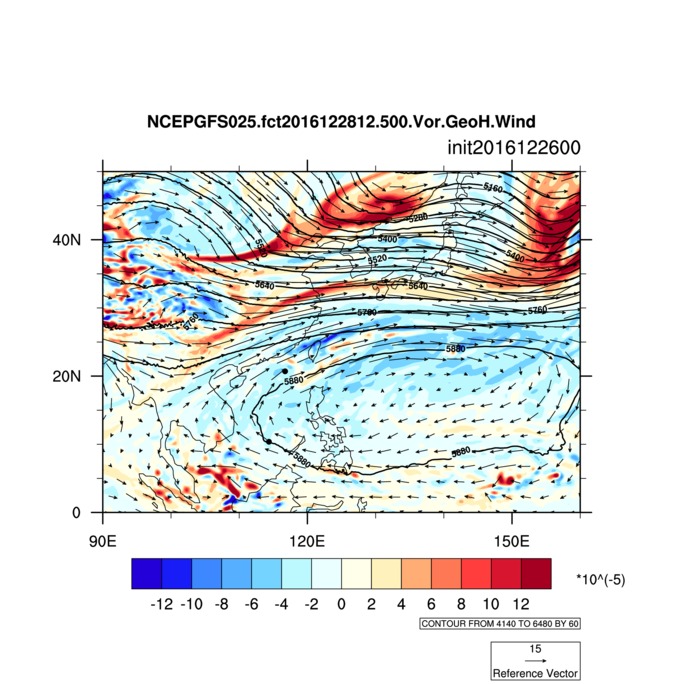 NCEPGFS025.fct2016122812.500.Vor.GeoH.Wind
init2016122600
5160
5280
40N
5400
5400
5520
5640
5640
5760
5760
5760
5880
20N
5880
5880
5880
0
90E 120E 150E
-12 -10 -8 -6 -4 -2 0 2 4 6 8 10 12
*10^(-5)
CONTOUR FROM 4140 TO 6480 BY 60
15
Reference Vector